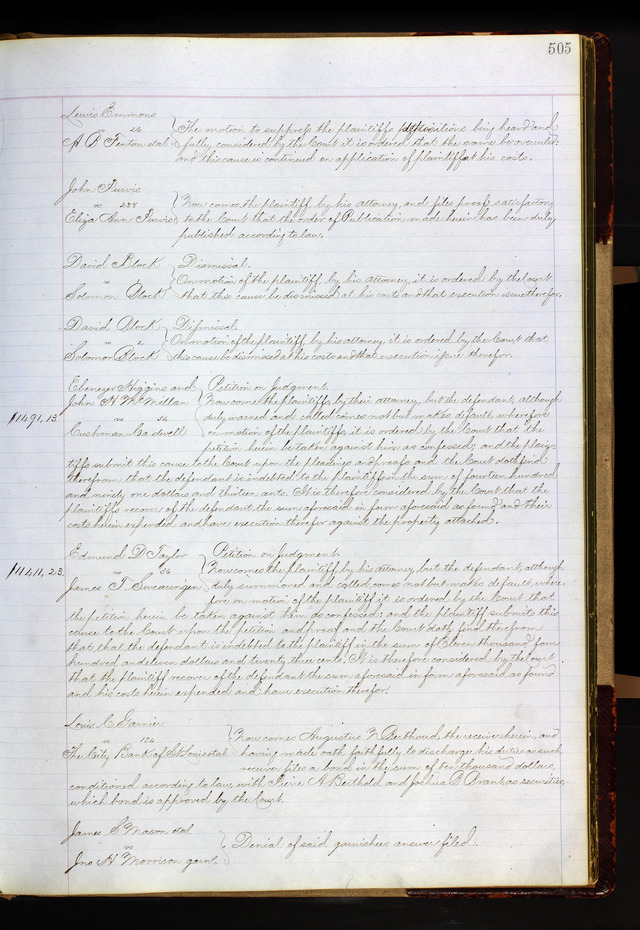 505
Lewis Emmons
vs 26
A. P. Fenton etal
The motion to suppress the plaintiffs depositions being heard and
fully considered by the Court it is ordered that the same be overruled
and this cause is continued on application of plaintiff at his costs.
John Purvis
vs 288
Eliza Ann Purvis
Now comes the plaintiff by his attorney, and files proof satisfactory
to the Court that the order of Publication made herein has been duly
published according to law.
David Block
vs
Solomon Block
Dismissal.
On motion of the plaintiff by his attorney, it is ordered by the Court
that this cause be dismissed at his costs and that execution issue therefor.
David Block
vs 2
Solomon Block
Dismissal.
On motion of the plaintiff by his attorney, it is ordered by the Court that
this cause be dismissed at his costs and that execution issue therefor.
Ebenezer Higgins and
John H. McMillan
$1491,13
vs 34
Cushman Cardwell
Petition on Judgment.
Now come the plaintiffs by their attorney, but the defendant, although
duly warned and called comes not but makes default, wherefore
on motion of the plaintiffs it is ordered by the Court that the
petition herein be taken against him as confessed; and the plain-
tiffs submit this cause to the Court upon the pleadings and proofs and the Court doth find
therefrom that the defendant is indebted to the plaintiffs in the sum of fourteen hundred
and ninety one dollars and thirteen cents. It is therefore considered by the Court that the
plaintiffs recover of the defendant the sum aforesaid in form aforesaid as found and their
costs herein expended and have execution therefor against the property attached.
Edmund D Taylor
vs 36
$11411,23.
James T. Swearingen
Petition on Judgment.
Now comes the plaintiff by his attorney, but the defendant, although
duly summoned and called, comes not but makes default, where-
fore on motion of the plaintiff it is ordered by the Court that
the petition herein be taken against them as confessed; and the plaintiff submits this
cause to the Court upon the petition and proof and the Court doth find therefrom
that that the defendant is indebted to the plaintiff in the sum of Eleven thousand four
hundred and eleven dollars and twenty three cents. It is therefore considered by the Court
that the plaintiff recover of the defendant the sum aforesaid in form aforesaid as found
and his costs herein expended and have execution therefor.
Louis C. Garnier
vs 136
The City Bank of St Louis etal
Now comes Augustus N Berthoud, the receiver herein, and
having made oath faithfully to discharge his duties as such
receiver files a bond in the sum of ten thousand dollars,
conditioned according to law, with Pierre A Berthold and Joshua B Brant as securities,
which bond is approved by the Court.
James S Mason etal
vs
Jno H Morrison garnt.
Denial of said garnishees answer filed.